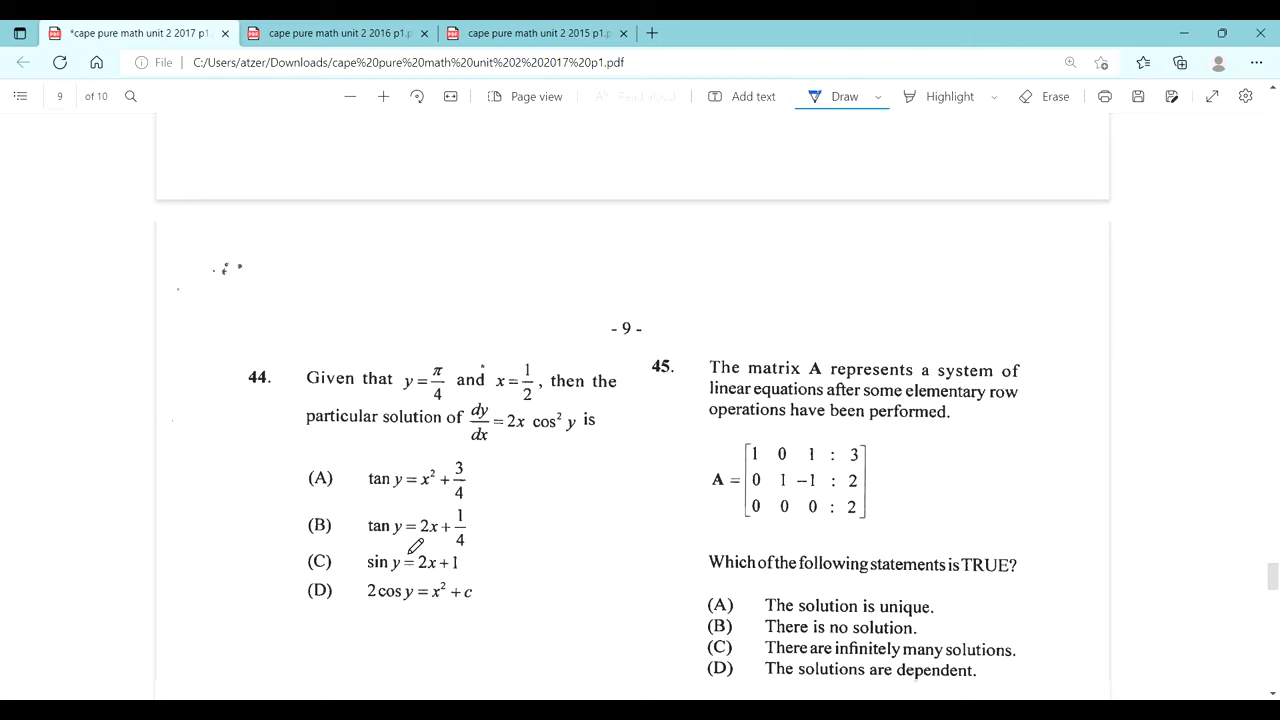 *cape pure math unit 2 2017 p1.
cape pure math unit 2 2016 p1.p
cape pure math unit 2 2015 p1.p
File
C:/Users/atzer/Downloads/cape%20pure%20math%20unit%202%202017%20p1.pdf
9 of 10
Page view
Read aloud
Add text
Draw
Highlight
Erase
- 9 -
44. Given that y = π/4 and x = 1/2, then the
particular solution of dy/dx = 2x cos² y is
(A) tan y = x² + 3/4
(B) tan y = 2x + 1/4
(C) sin y = 2x + 1
(D) 2 cos y = x² + c
45. The matrix A represents a system of
linear equations after some elementary row
operations have been performed.
1 0 1 : 3
A = 0 1 −1 : 2
0 0 0 : 2
Which of the following statements is TRUE?
(A) The solution is unique.
(B) There is no solution.
(C) There are infinitely many solutions.
(D) The solutions are dependent.